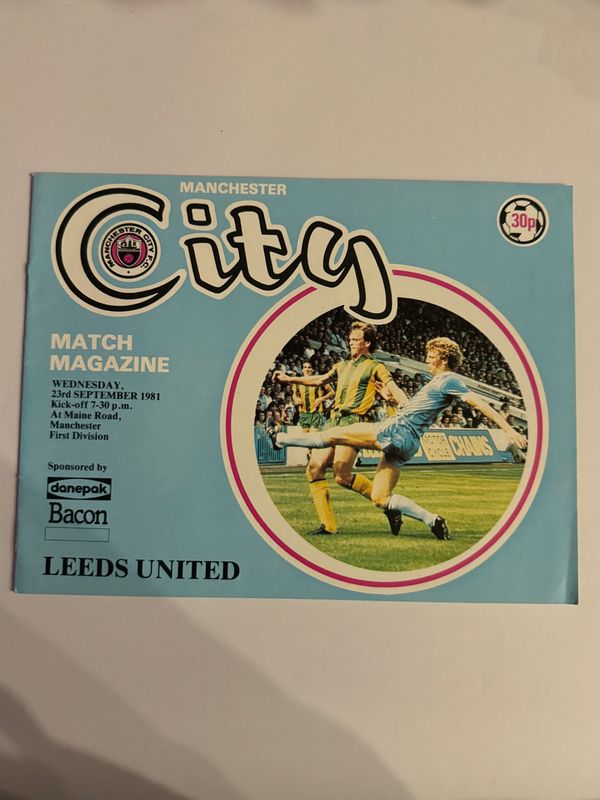 MANCHESTER
City
MANCHESTER CITY F.C.
30p
MATCH
MAGAZINE
WEDNESDAY,
23rd SEPTEMBER 1981
Kick-off 7-30 p.m.
At Maine Road,
Manchester
First Division
Sponsored by
danepak
Bacon
LEEDS UNITED
CHAINS